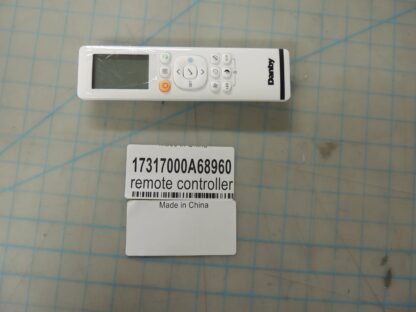 Danby
17317000A68960
remote controller
Made in China